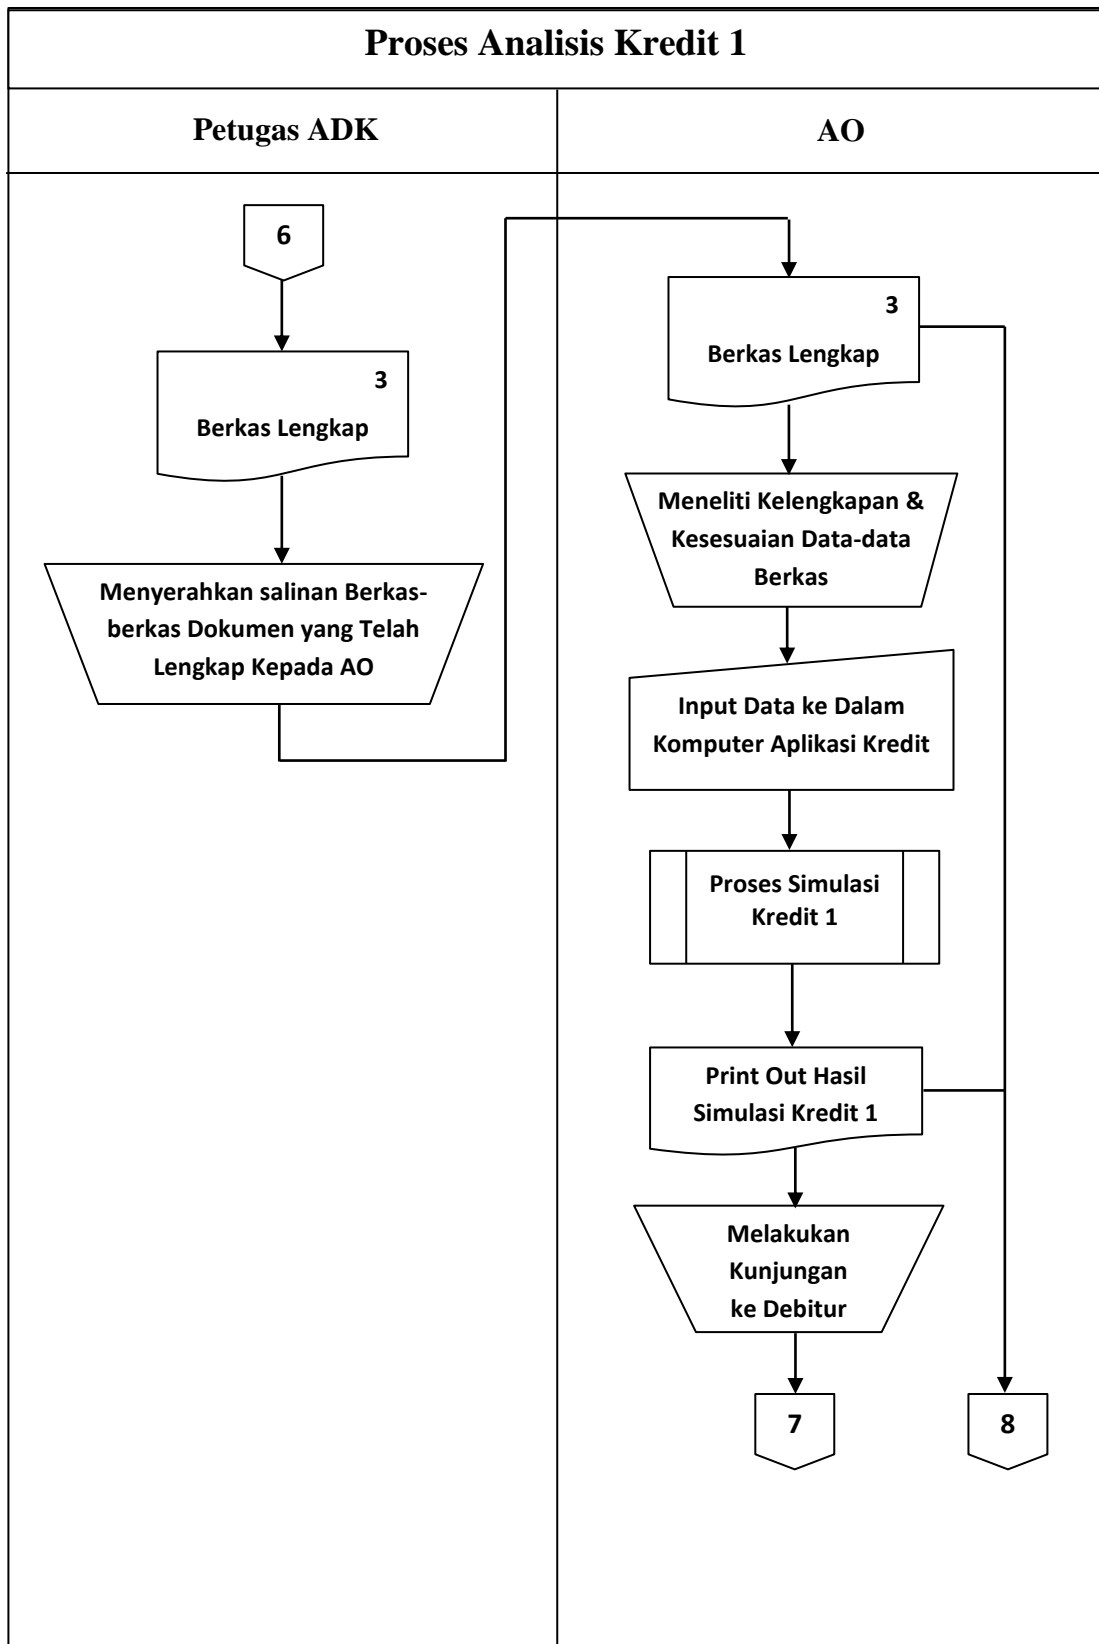 Proses Analisis Kredit 1
Petugas ADK
AO
6
3
Berkas Lengkap
Menyerahkan salinan Berkas-
berkas Dokumen yang Telah
Lengkap Kepada AO
3
Berkas Lengkap
Meneliti Kelengkapan &
Kesesuaian Data-data
Berkas
Input Data ke Dalam
Komputer Aplikasi Kredit
Proses Simulasi
Kredit 1
Print Out Hasil
Simulasi Kredit 1
Melakukan
Kunjungan
ke Debitur
7
8